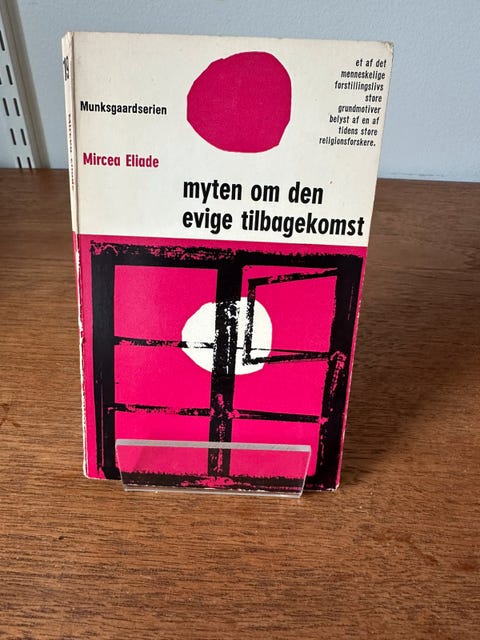 Munksgaardserien
et af det
menneskelige
forstillingslivs
store
grundmotiver
belyst af en af
tidens støre
religionsforskere.
Mircea Eliade
myten om den
evige tilbagekomst